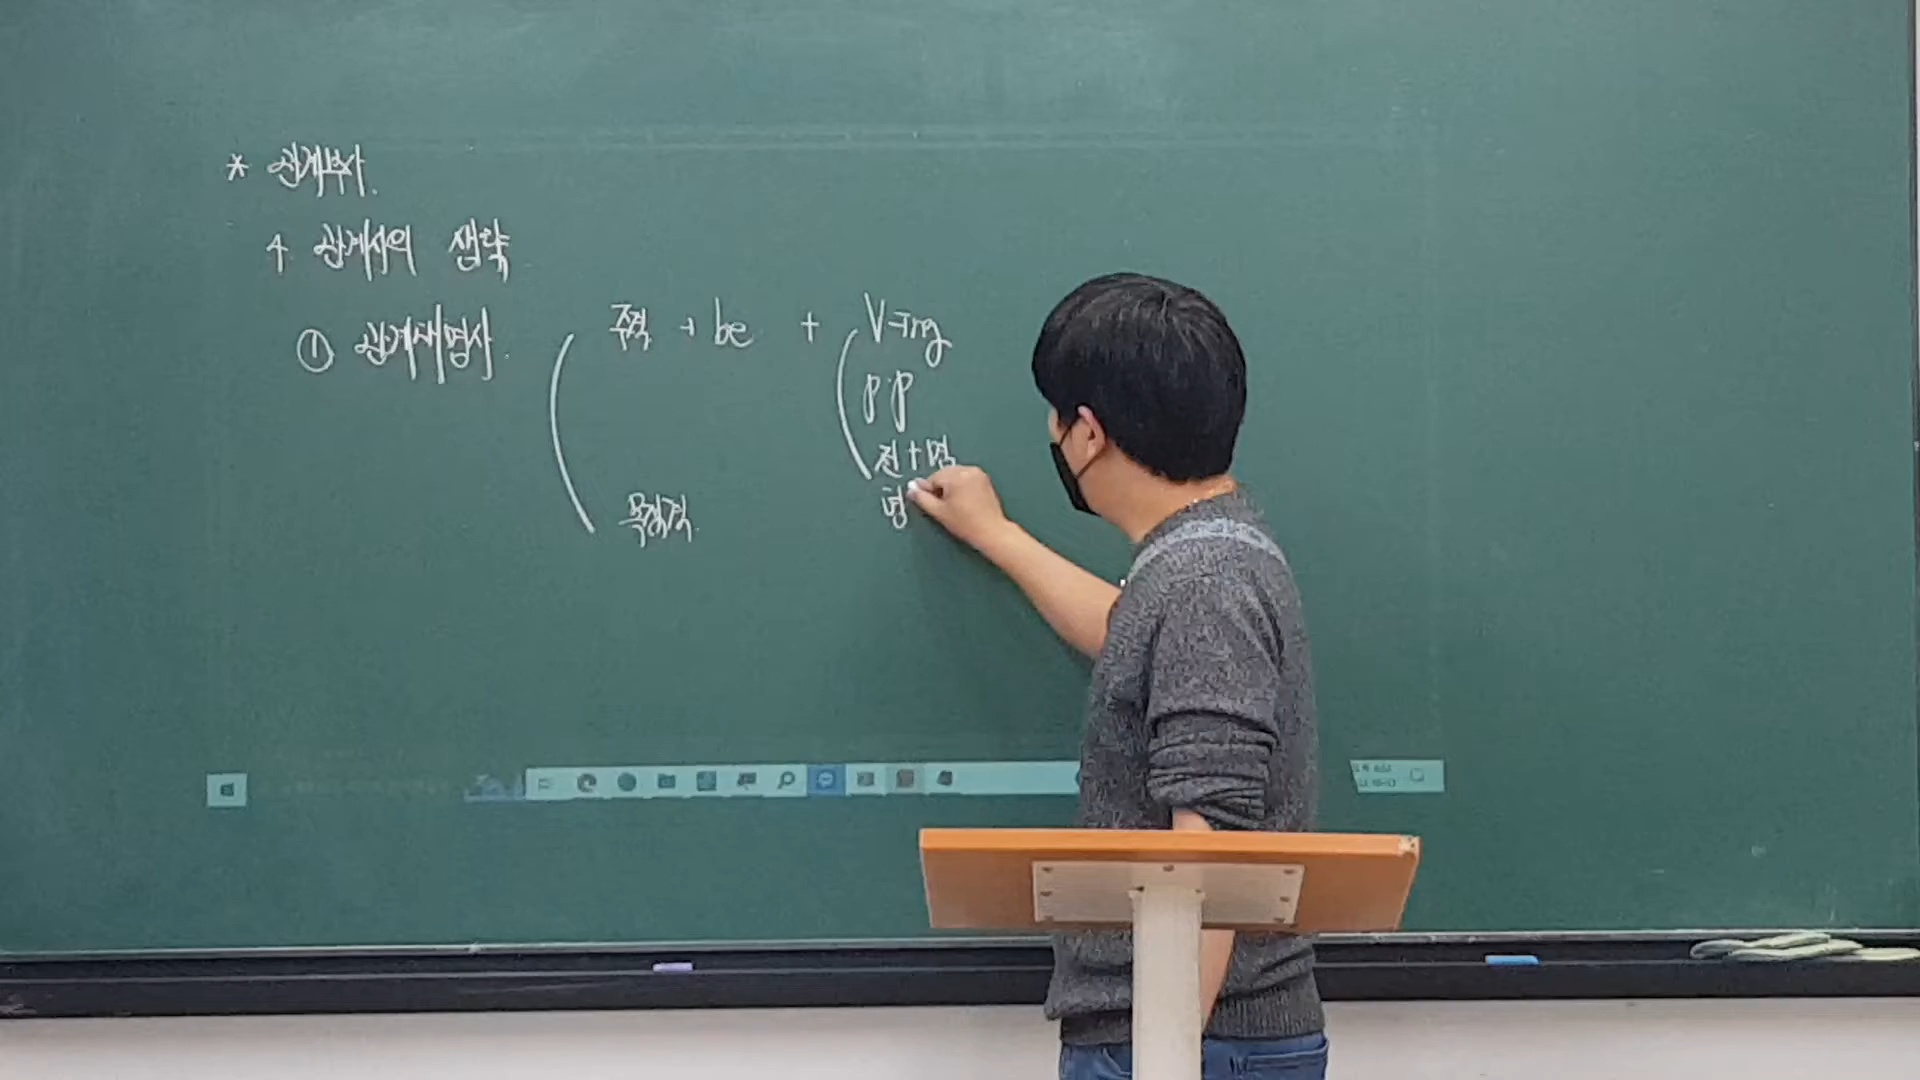 * 관계부사.
4 관계사의 생략
① 관계대명사.
주격 + be + V-ing
p.p
전+명
형
목적격.